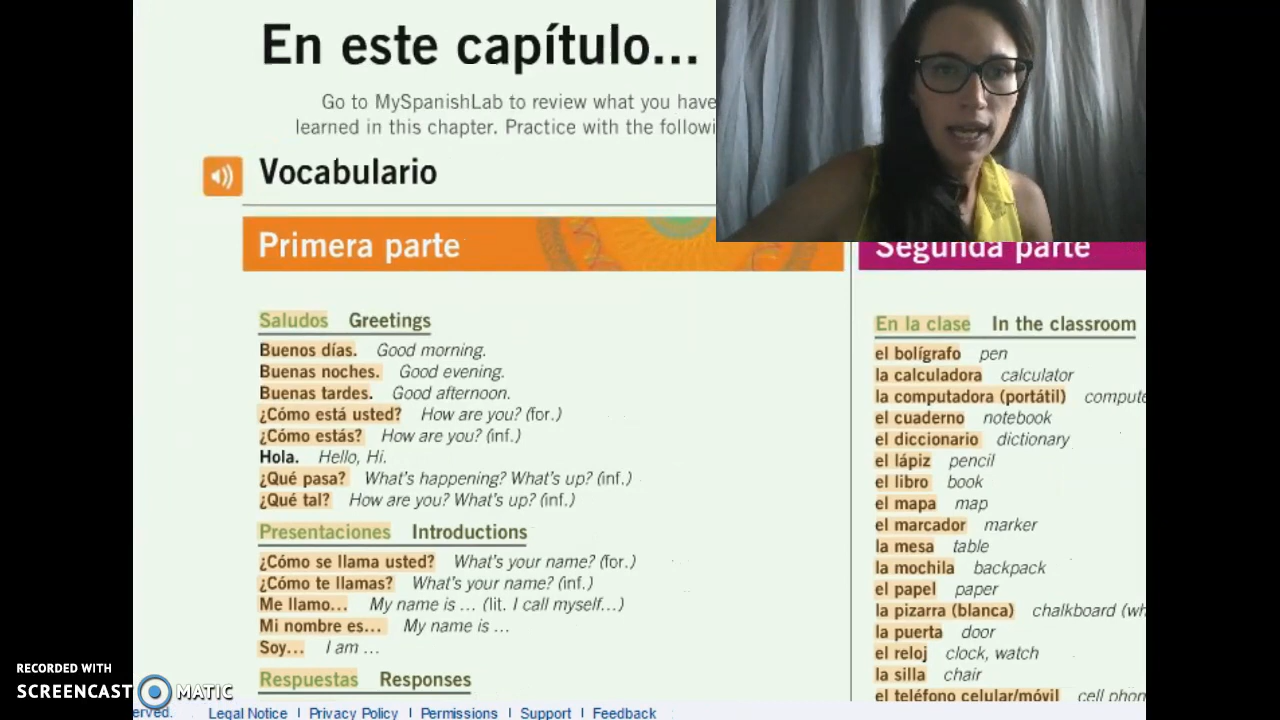 En este capítulo...
Go to MySpanishLab to review what you have
learned in this chapter. Practice with the
Vocabulario
Primera parte
Saludos Greetings
Buenos días. Good morning.
Buenas noches. Good evening.
Buenas tardes. Good afternoon.
¿Cómo está usted? How are you? (for.)
¿Cómo estás? How are you? (inf.)
Hola. Hello, Hi.
¿Qué pasa? What's happening? What's up? (inf.)
¿Qué tal? How are you? What's up? (inf.)
Presentaciones Introductions
¿Cómo se llama usted? What's your name? (for.)
¿Cómo te llamas? What's your name? (inf.)
Me llamo... My name is ... (lit. I call myself...)
Mi nombre es... My name is ...
Soy... I am ...
Respuestas Responses
Segunda parte
En la clase In the classroom
el bolígrafo pen
la calculadora calculator
la computadora (portátil)
el cuaderno notebook
el diccionario dictionary
el lápiz pencil
el libro book
el mapa map
el marcador marker
la mesa table
la mochila backpack
el papel paper
la pizarra (blanca) chalkboard
la puerta door
el reloj clock, watch
la silla chair
el teléfono celular/móvil cell
Legal Notice | Privacy Policy | Permissions | Support | Feedback
RECORDED WITH
SCREENCAST MATIC